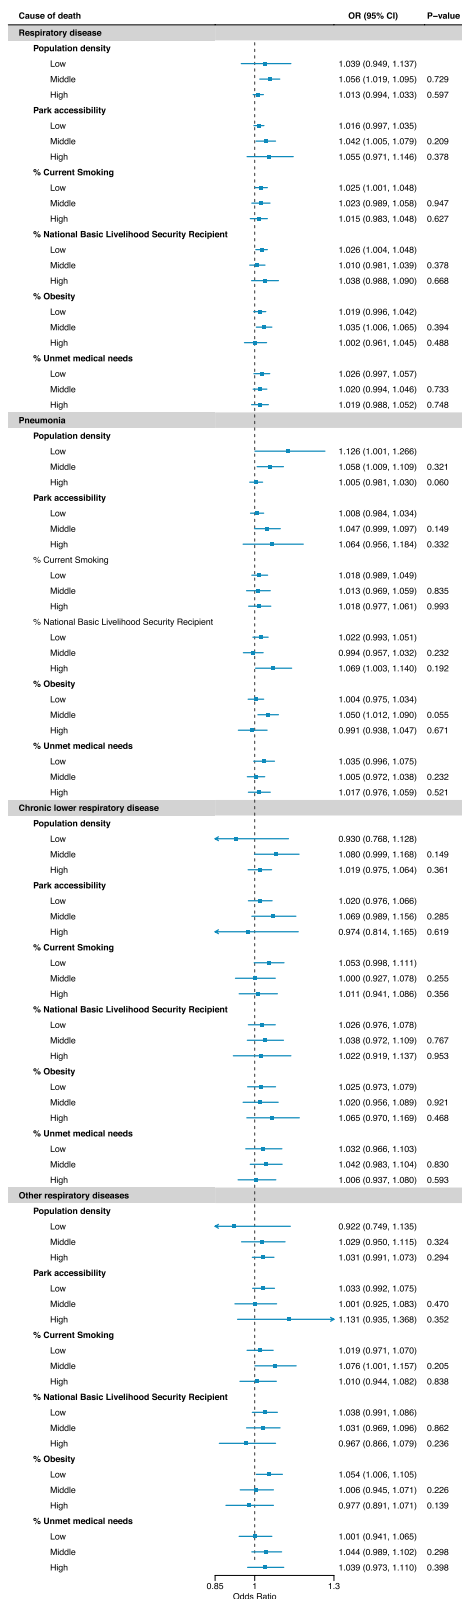 Cause of death OR (95% CI) P−value
Respiratory disease
Population density
Low 1.039 (0.949, 1.137)
Middle 1.056 (1.019, 1.095) 0.729
High 1.013 (0.994, 1.033) 0.597
Park accessibility
Low 1.016 (0.997, 1.035)
Middle 1.042 (1.005, 1.079) 0.209
High 1.055 (0.971, 1.146) 0.378
% Current Smoking
Low 1.025 (1.001, 1.048)
Middle 1.023 (0.989, 1.058) 0.947
High 1.015 (0.983, 1.048) 0.627
% National Basic Livelihood Security Recipient
Low 1.026 (1.004, 1.048)
Middle 1.010 (0.981, 1.039) 0.378
High 1.038 (0.988, 1.090) 0.668
% Obesity
Low 1.019 (0.996, 1.042)
Middle 1.035 (1.006, 1.065) 0.394
High 1.002 (0.961, 1.045) 0.488
% Unmet medical needs
Low 1.026 (0.997, 1.057)
Middle 1.020 (0.994, 1.046) 0.733
High 1.019 (0.988, 1.052) 0.748
Pneumonia
Population density
Low 1.126 (1.001, 1.266)
Middle 1.058 (1.009, 1.109) 0.321
High 1.005 (0.981, 1.030) 0.060
Park accessibility
Low 1.008 (0.984, 1.034)
Middle 1.047 (0.999, 1.097) 0.149
High 1.064 (0.956, 1.184) 0.332
% Current Smoking
Low 1.018 (0.989, 1.049)
Middle 1.013 (0.969, 1.059) 0.835
High 1.018 (0.977, 1.061) 0.993
% National Basic Livelihood Security Recipient
Low 1.022 (0.993, 1.051)
Middle 0.994 (0.957, 1.032) 0.232
High 1.069 (1.003, 1.140) 0.192
% Obesity
Low 1.004 (0.975, 1.034)
Middle 1.050 (1.012, 1.090) 0.055
High 0.991 (0.938, 1.047) 0.671
% Unmet medical needs
Low 1.035 (0.996, 1.075)
Middle 1.005 (0.972, 1.038) 0.232
High 1.017 (0.976, 1.059) 0.521
Chronic lower respiratory disease
Population density
Low 0.930 (0.768, 1.128)
Middle 1.080 (0.999, 1.168) 0.149
High 1.019 (0.975, 1.064) 0.361
Park accessibility
Low 1.020 (0.976, 1.066)
Middle 1.069 (0.989, 1.156) 0.285
High 0.974 (0.814, 1.165) 0.619
% Current Smoking
Low 1.053 (0.998, 1.111)
Middle 1.000 (0.927, 1.078) 0.255
High 1.011 (0.941, 1.086) 0.356
% National Basic Livelihood Security Recipient
Low 1.026 (0.976, 1.078)
Middle 1.038 (0.972, 1.109) 0.767
High 1.022 (0.919, 1.137) 0.953
% Obesity
Low 1.025 (0.973, 1.079)
Middle 1.020 (0.956, 1.089) 0.921
High 1.065 (0.970, 1.169) 0.468
% Unmet medical needs
Low 1.032 (0.966, 1.103)
Middle 1.042 (0.983, 1.104) 0.830
High 1.006 (0.937, 1.080) 0.593
Other respiratory diseases
Population density
Low 0.922 (0.749, 1.135)
Middle 1.029 (0.950, 1.115) 0.324
High 1.031 (0.991, 1.073) 0.294
Park accessibility
Low 1.033 (0.992, 1.075)
Middle 1.001 (0.925, 1.083) 0.470
High 1.131 (0.935, 1.368) 0.352
% Current Smoking
Low 1.019 (0.971, 1.070)
Middle 1.076 (1.001, 1.157) 0.205
High 1.010 (0.944, 1.082) 0.838
% National Basic Livelihood Security Recipient
Low 1.038 (0.991, 1.086)
Middle 1.031 (0.969, 1.096) 0.862
High 0.967 (0.866, 1.079) 0.236
% Obesity
Low 1.054 (1.006, 1.105)
Middle 1.006 (0.945, 1.071) 0.226
High 0.977 (0.891, 1.071) 0.139
% Unmet medical needs
Low 1.001 (0.941, 1.065)
Middle 1.044 (0.989, 1.102) 0.298
High 1.039 (0.973, 1.110) 0.398
0.85 1 1.3
Odds Ratio